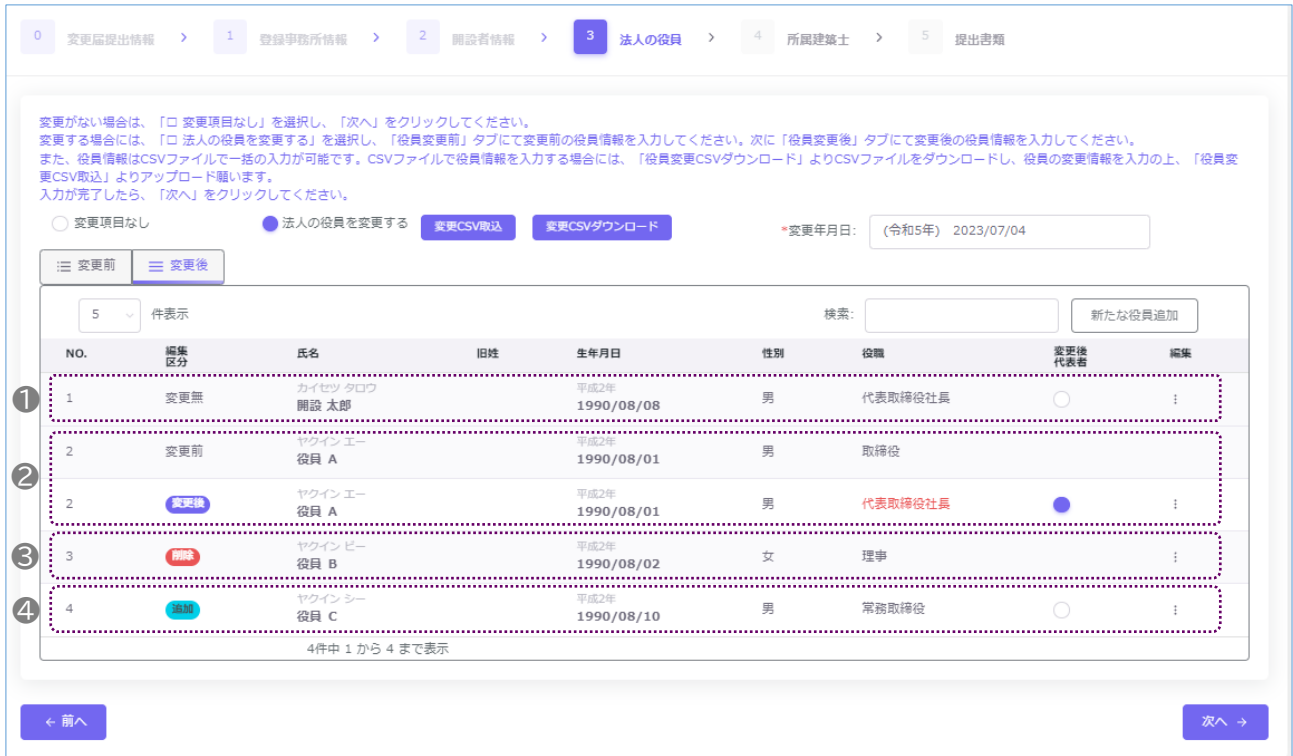 0 変更届提出情報 > 1 登録事務所情報 > 2 開設者情報 > 3 法人の役員 > 4 所属建築士 > 5 提出書類
変更がない場合は、「□ 変更項目なし」を選択し、「次へ」をクリックしてください。
変更する場合には、「□ 法人の役員を変更する」を選択し、「役員変更前」タブにて変更前の役員情報を入力してください。次に「役員変更後」タブにて変更後の役員情報を入力してください。
また、役員情報はCSVファイルで一括の入力が可能です。CSVファイルで役員情報を入力する場合には、「役員変更CSVダウンロード」よりCSVファイルをダウンロードし、役員の変更情報を入力の上、「役員変
更CSV取込」よりアップロード願います。
入力が完了したら、「次へ」をクリックしてください。
変更項目なし 法人の役員を変更する 変更CSV取込 変更CSVダウンロード *変更年月日: (令和5年) 2023/07/04
変更前 変更後
5 件表示 検索: 新たな役員追加
NO. 編集 氏名 旧姓 生年月日 性別 役職 変更後 編集
区分 代表者
❶ カイセツ タロウ 平成2年
1 変更無 開設 太郎 1990/08/08 男 代表取締役社長
ヤクイン エー 平成2年
2 変更前 役員 A 1990/08/01 男 取締役
❷
ヤクイン エー 平成2年
2 変更後 役員 A 1990/08/01 男 代表取締役社長
❸ ヤクイン ビー 平成2年
3 削除 役員 B 1990/08/02 女 理事
❹ ヤクイン シー 平成2年
4 追加 役員 C 1990/08/10 男 常務取締役
4件中 1 から 4 まで表示
← 前へ 次へ →